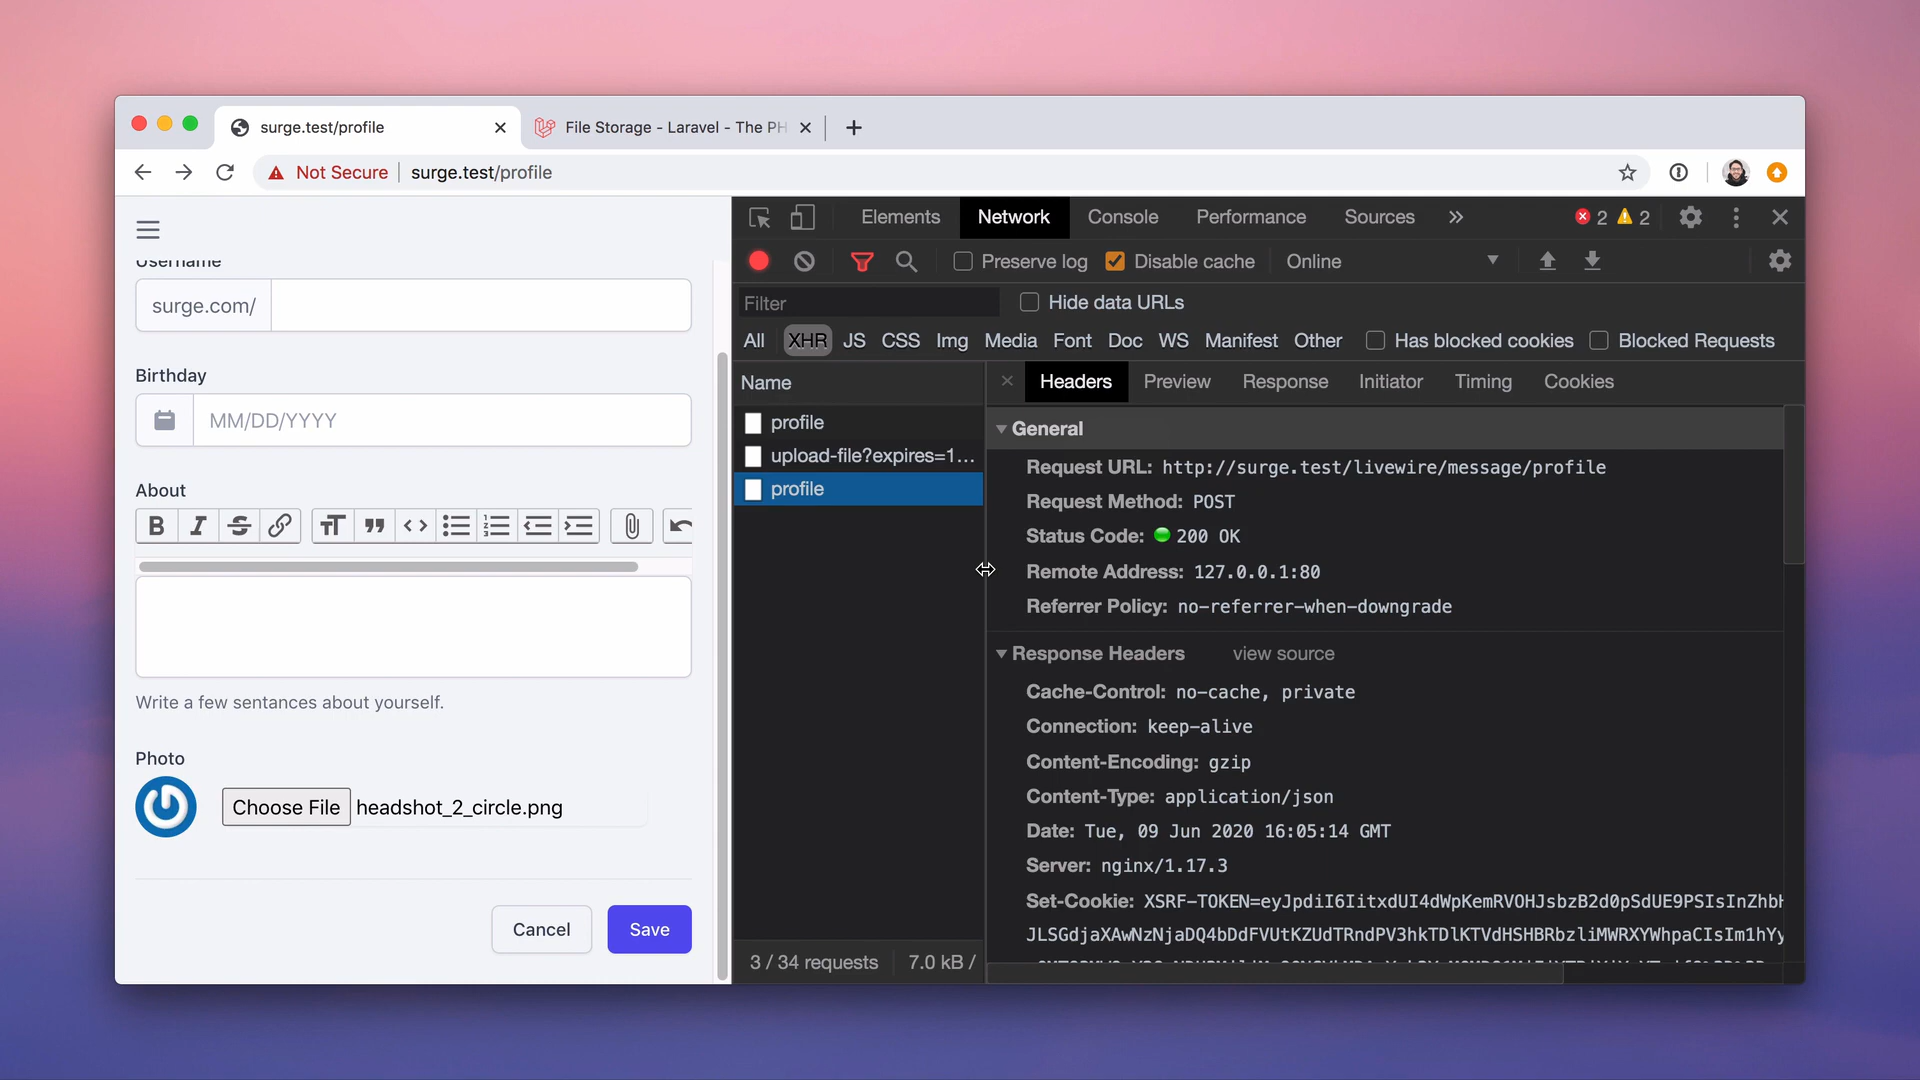 surge.test/profile
File Storage - Laravel - The PH
Not Secure
surge.test/profile
Username
surge.com/
Birthday
MM/DD/YYYY
About
Write a few sentences about yourself.
Photo
Choose File headshot_2_circle.png
Cancel
Save
Elements
Network
Console
Performance
Sources
2
2
Preserve log
Disable cache
Online
Filter
Hide data URLs
All
XHR
JS
CSS
Img
Media
Font
Doc
WS
Manifest
Other
Has blocked cookies
Blocked Requests
Name
profile
upload-file?expires=1...
profile
3 / 34 requests
7.0 kB /
Headers
Preview
Response
Initiator
Timing
Cookies
General
Request URL: http://surge.test/livewire/message/profile
Request Method: POST
Status Code: 200 OK
Remote Address: 127.0.0.1:80
Referrer Policy: no-referrer-when-downgrade
Response Headers
view source
Cache-Control: no-cache, private
Connection: keep-alive
Content-Encoding: gzip
Content-Type: application/json
Date: Tue, 09 Jun 2020 16:05:14 GMT
Server: nginx/1.17.3
Set-Cookie: